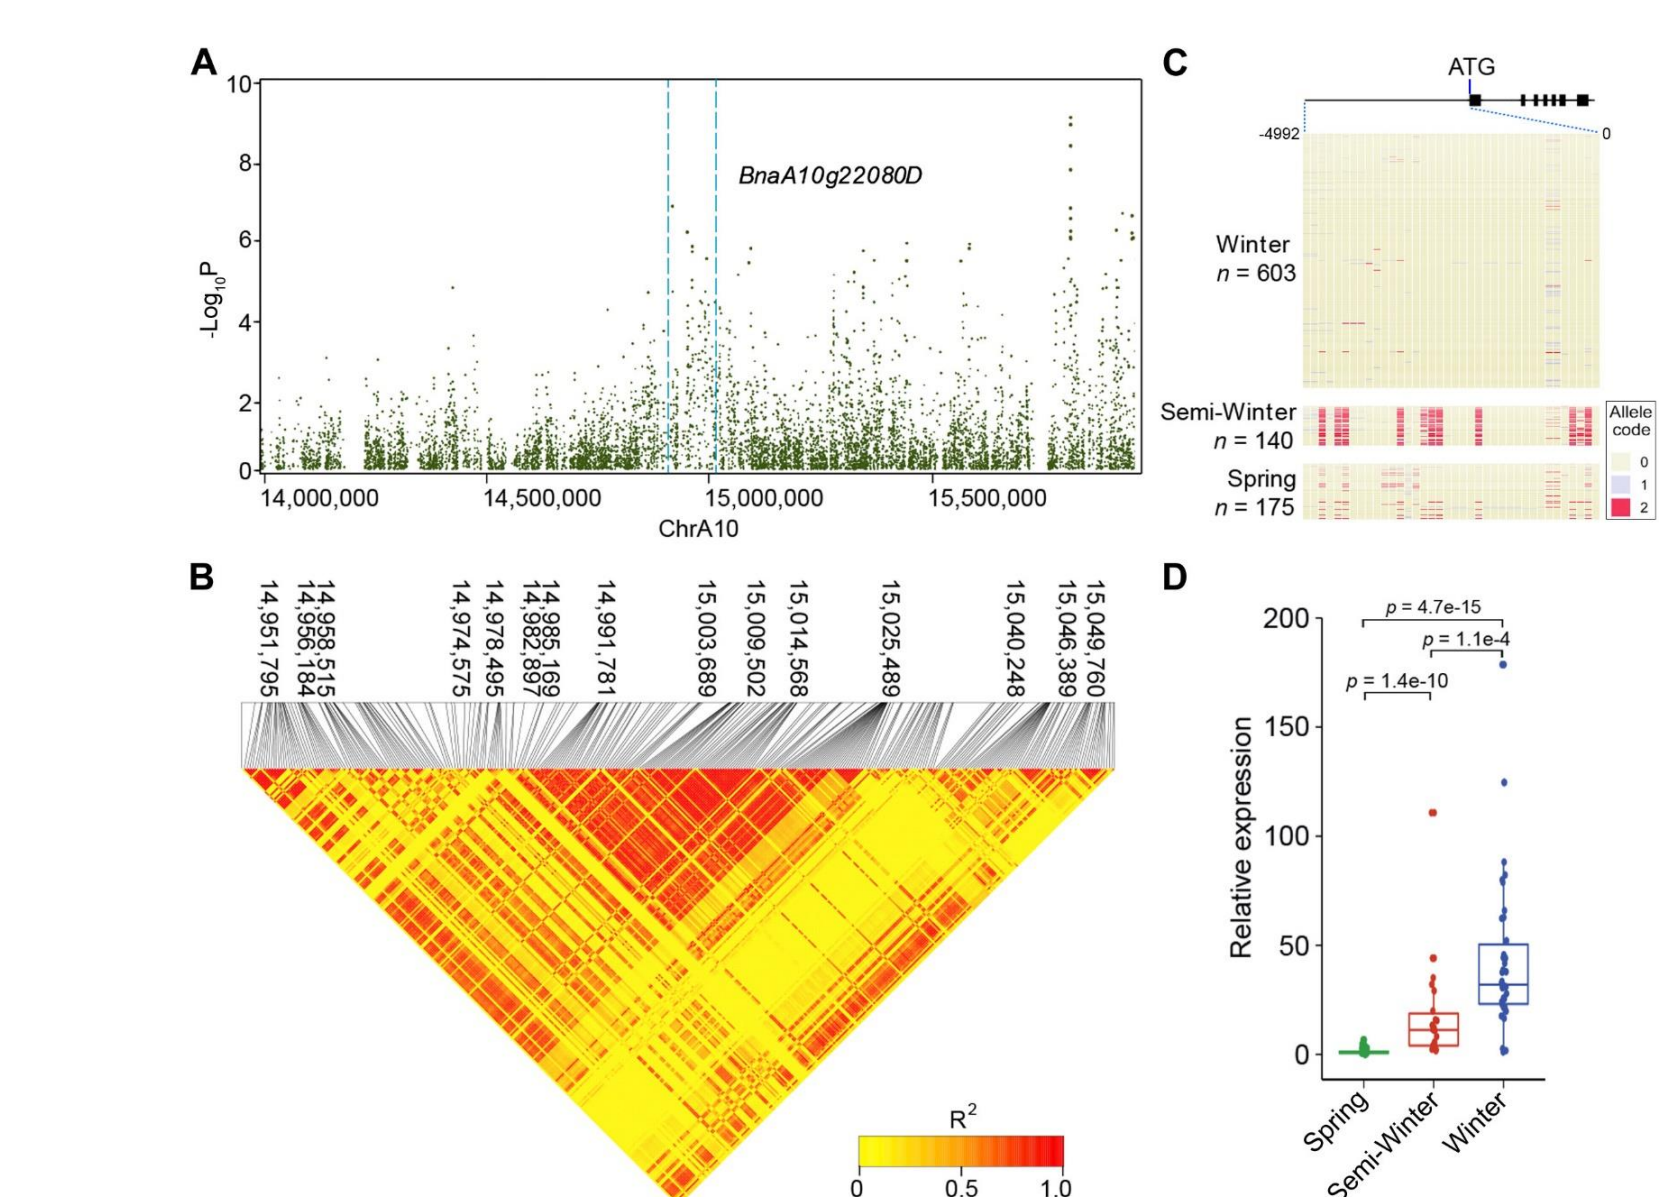 A
10
8
6
4
2
0
-Log10P
BnaA10g22080D
14,000,000
14,500,000
15,000,000
15,500,000
ChrA10
B
14,951,795
14,956,184
14,958,515
14,974,575
14,978,495
14,982,897
14,985,169
14,991,781
15,003,689
15,009,502
15,014,568
15,025,489
15,040,248
15,046,389
15,049,760
R2
0
0.5
1.0
C
ATG
-4992
0
Winter
n = 603
Semi-Winter
n = 140
Spring
n = 175
Allele
code
0
1
2
D
200
150
100
50
0
Relative expression
p = 4.7e-15
p = 1.1e-4
p = 1.4e-10
Spring
Semi-Winter
Winter